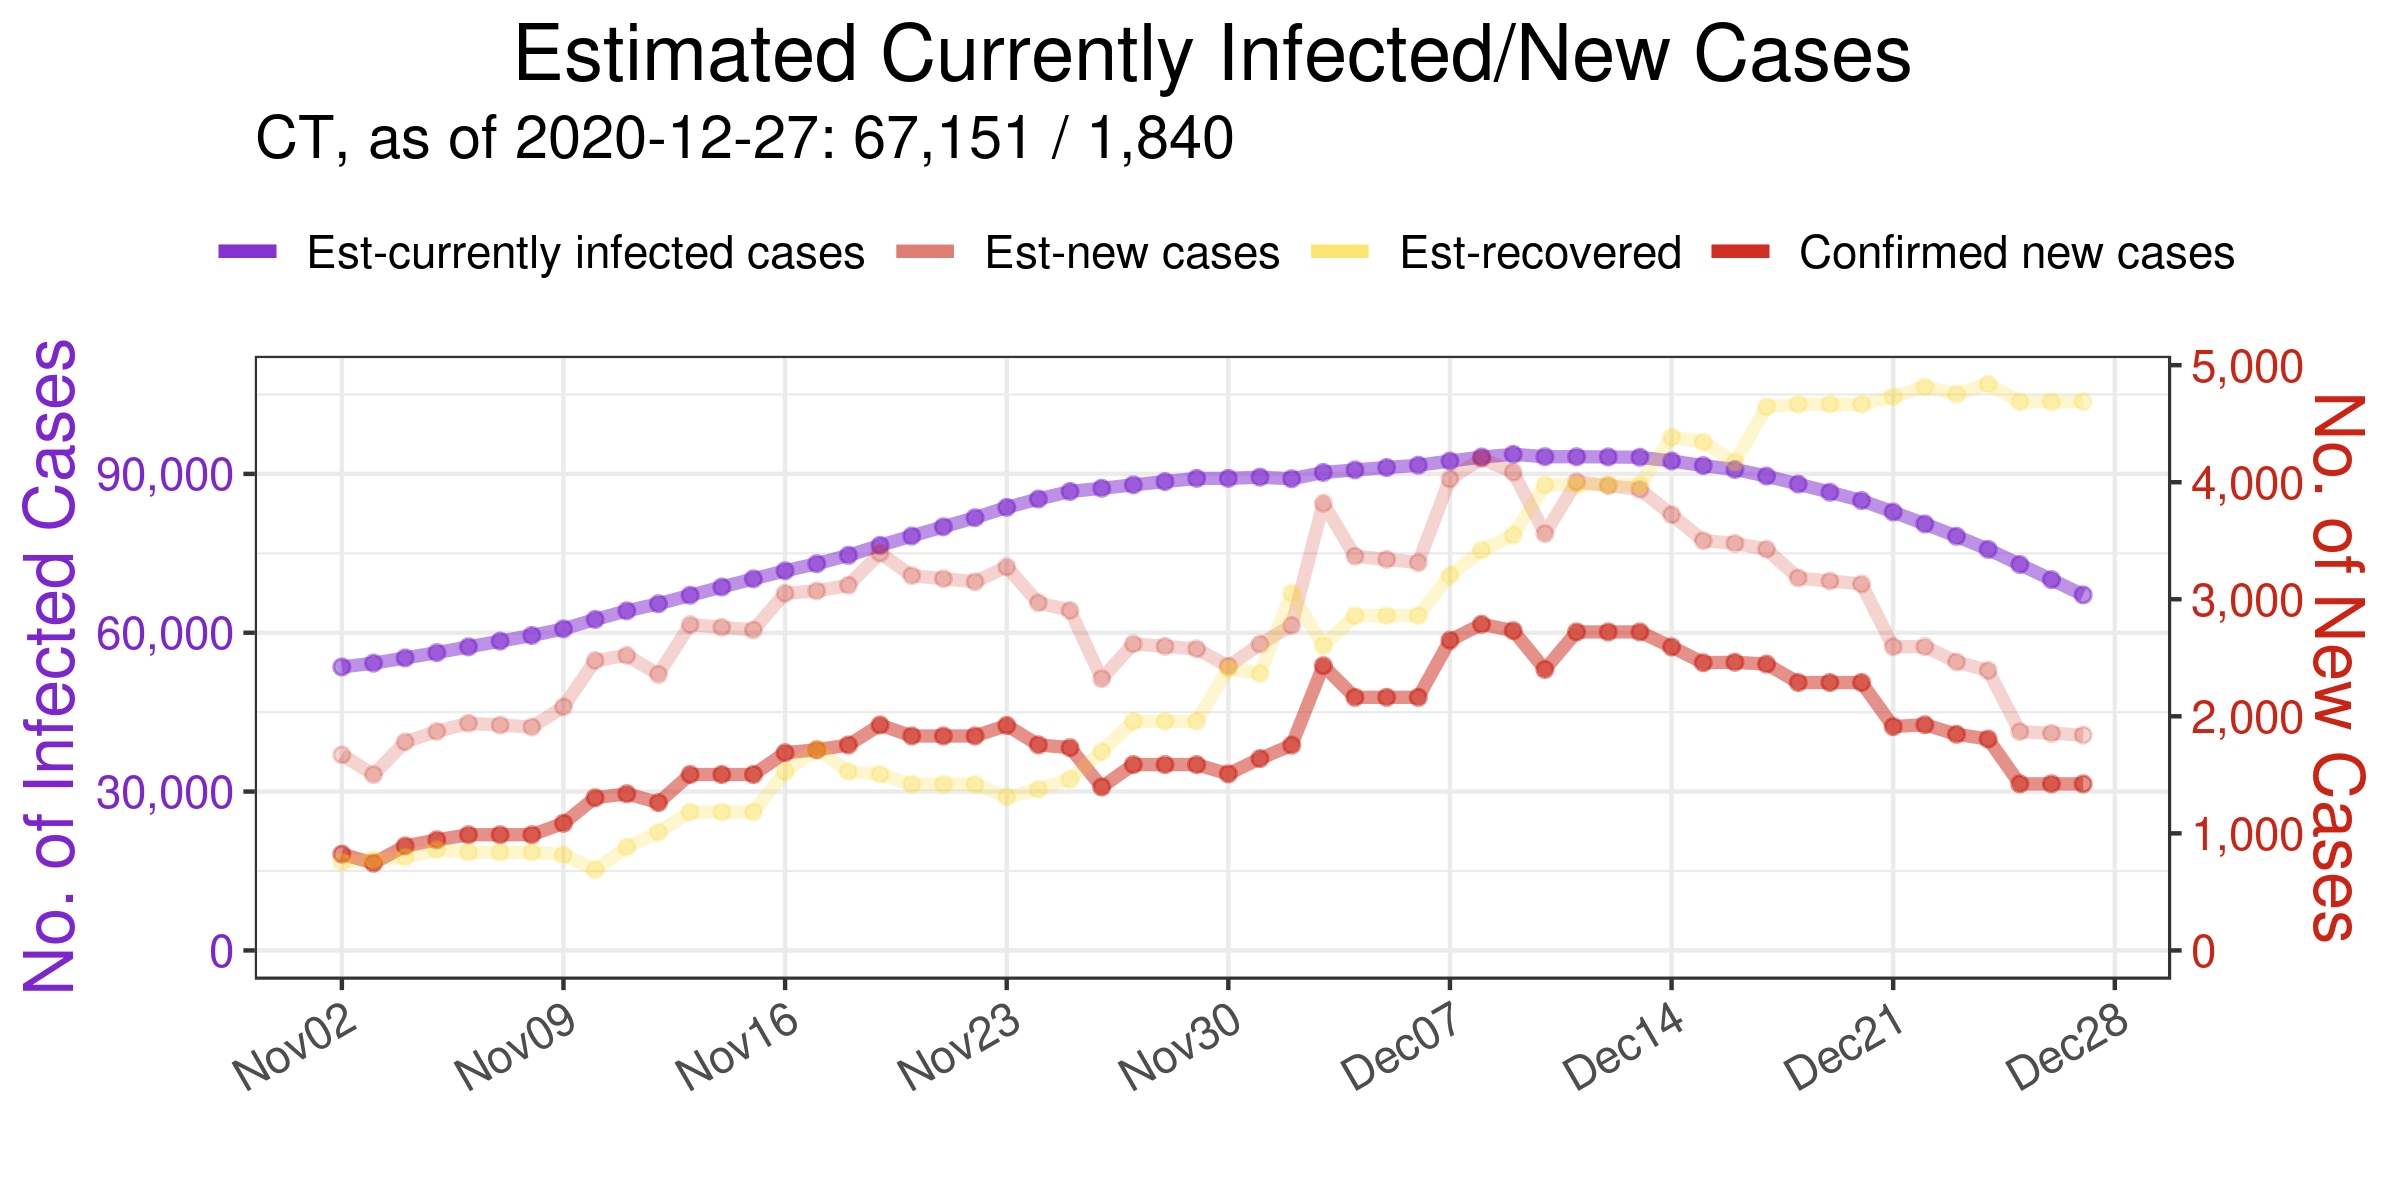 Estimated Currently Infected/New Cases
CT, as of 2020-12-27: 67,151 / 1,840
Est-currently infected cases Est-new cases Est-recovered Confirmed new cases
No. of Infected Cases
90,000
60,000
30,000
0
5,000
4,000
3,000
2,000
1,000
0
No. of New Cases
Nov02 Nov09 Nov16 Nov23 Nov30 Dec07 Dec14 Dec21 Dec28